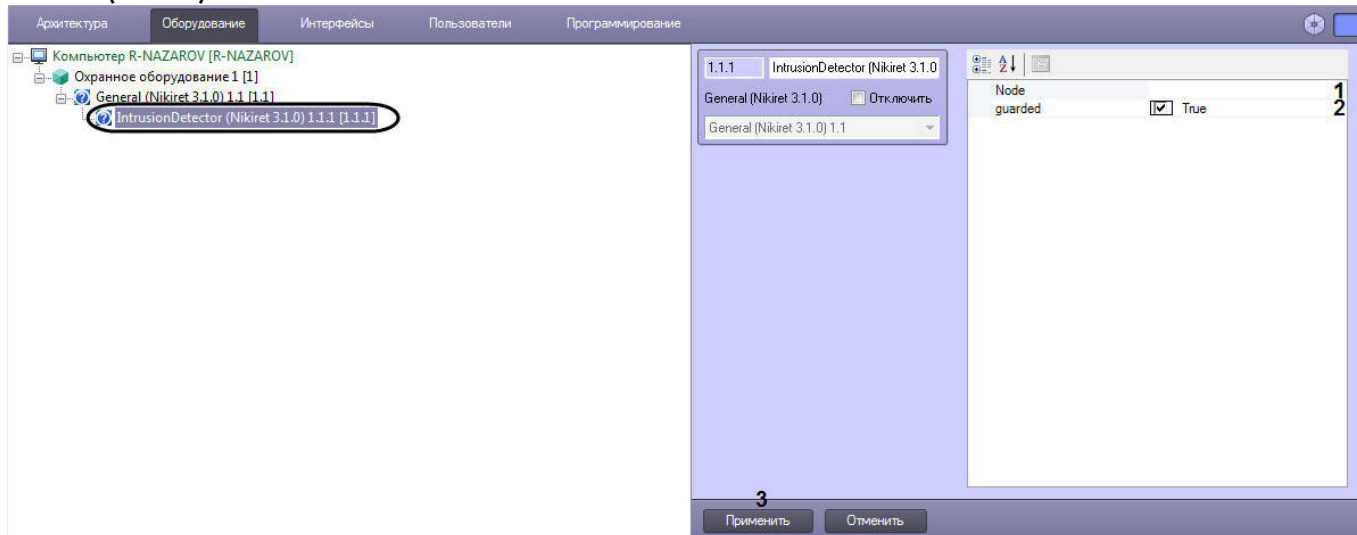 Архитектура Оборудование Интерфейсы Пользователи Программирование
Компьютер R-NAZAROV [R-NAZAROV]
Охранное оборудование 1 [1]
General (Nikiret 3.1.0) 1.1 [1.1]
IntrusionDetector (Nikiret 3.1.0) 1.1.1 [1.1.1]
1.1.1 IntrusionDetector (Nikiret 3.1.0
General (Nikiret 3.1.0) Отключить
General (Nikiret 3.1.0) 1.1
Node 1
guarded True 2
3
Применить Отменить